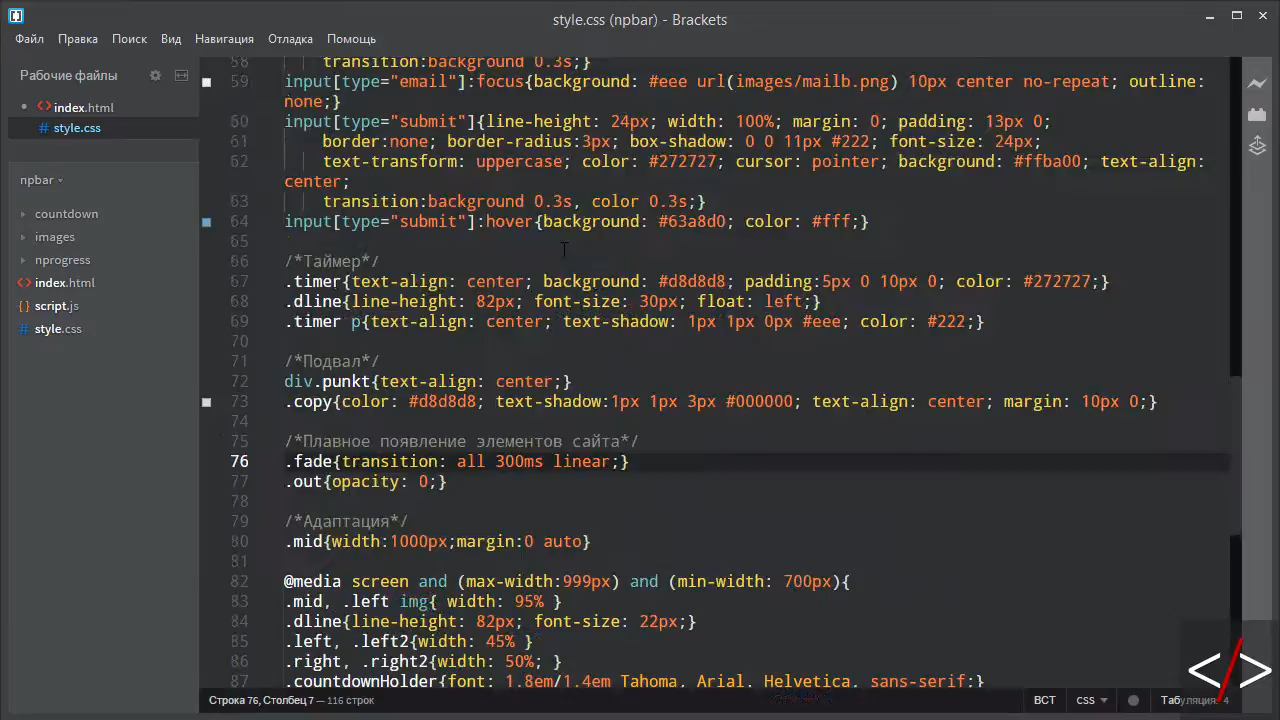 style.css (npbar) - Brackets
Файл Правка Поиск Вид Навигация Отладка Помощь
Рабочие файлы
index.html
style.css
npbar
countdown
images
nprogress
index.html
script.js
style.css
58 transition:background 0.3s;}
59 input[type="email"]:focus{background: #eee url(images/mailb.png) 10px center no-repeat; outline:
none;}
60 input[type="submit"]{line-height: 24px; width: 100%; margin: 0; padding: 13px 0;
61 border:none; border-radius:3px; box-shadow: 0 0 11px #222; font-size: 24px;
62 text-transform: uppercase; color: #272727; cursor: pointer; background: #ffba00; text-align:
center;
63 transition:background 0.3s, color 0.3s;}
64 input[type="submit"]:hover{background: #63a8d0; color: #fff;}
65
66 /*Таймер*/
67 .timer{text-align: center; background: #d8d8d8; padding:5px 0 10px 0; color: #272727;}
68 .dline{line-height: 82px; font-size: 30px; float: left;}
69 .timer p{text-align: center; text-shadow: 1px 1px 0px #eee; color: #222;}
70
71 /*Подвал*/
72 div.punkt{text-align: center;}
73 .copy{color: #d8d8d8; text-shadow:1px 1px 3px #000000; text-align: center; margin: 10px 0;}
74
75 /*Плавное появление элементов сайта*/
76 .fade{transition: all 300ms linear;}
77 .out{opacity: 0;}
78
79 /*Адаптация*/
80 .mid{width:1000px;margin:0 auto}
81
82 @media screen and (max-width:999px) and (min-width: 700px){
83 .mid, .left img{ width: 95% }
84 .dline{line-height: 82px; font-size: 22px;}
85 .left, .left2{width: 45% }
86 .right, .right2{width: 50%; }
87 .countdownHolder{font: 1.8em/1.4em Tahoma, Arial, Helvetica, sans-serif;}
Строка 76, Столбец 7 — 116 строк
ВСТ CSS Табуляция: 4